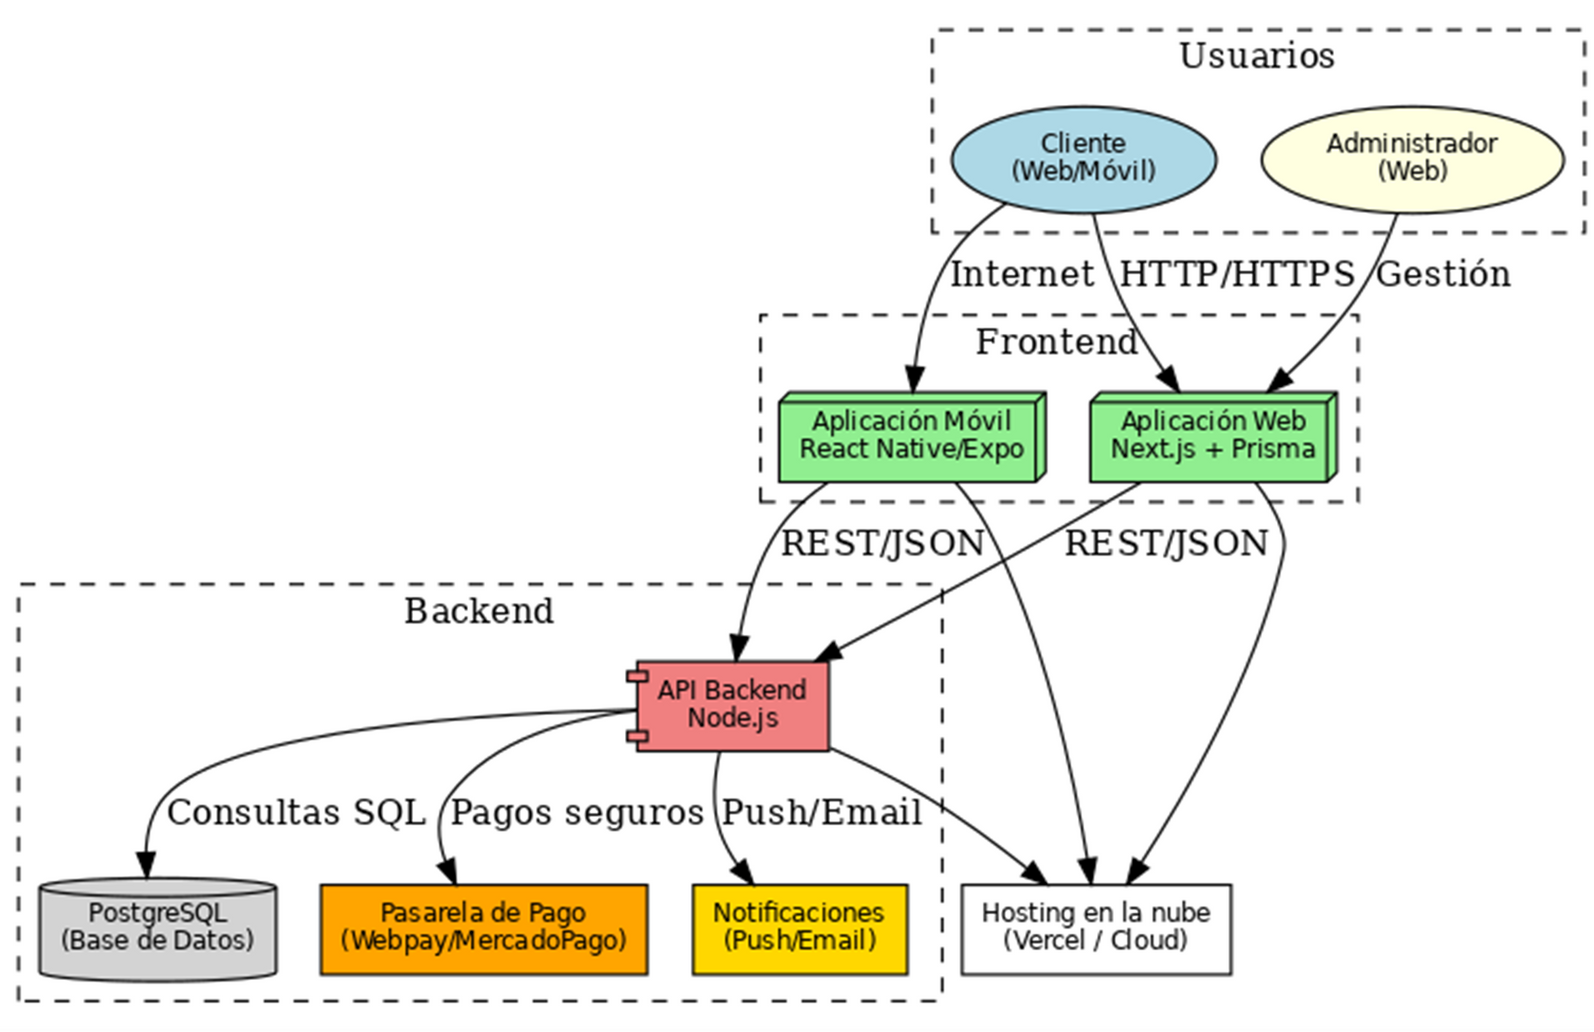 Usuarios
Cliente
(Web/Móvil)
Administrador
(Web)
Internet
HTTP/HTTPS
Gestión
Frontend
Aplicación Móvil
React Native/Expo
Aplicación Web
Next.js + Prisma
REST/JSON
REST/JSON
Backend
API Backend
Node.js
Consultas SQL
Pagos seguros
Push/Email
PostgreSQL
(Base de Datos)
Pasarela de Pago
(Webpay/MercadoPago)
Notificaciones
(Push/Email)
Hosting en la nube
(Vercel / Cloud)